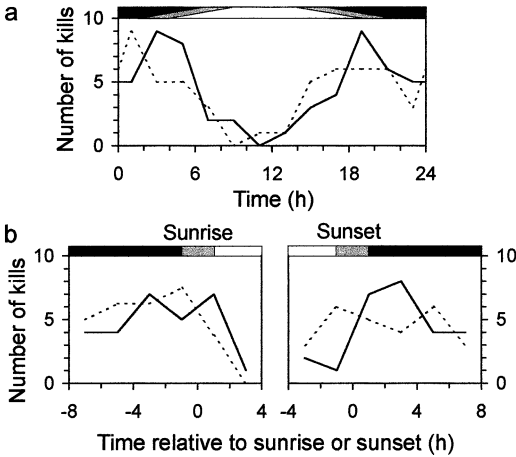 a
Number of kills
10
5
0
0 6 12 18 24
Time (h)
b
Sunrise Sunset
Number of kills
10 10
5 5
0 0
-8 -4 0 4 -4 0 4 8
Time relative to sunrise or sunset (h)